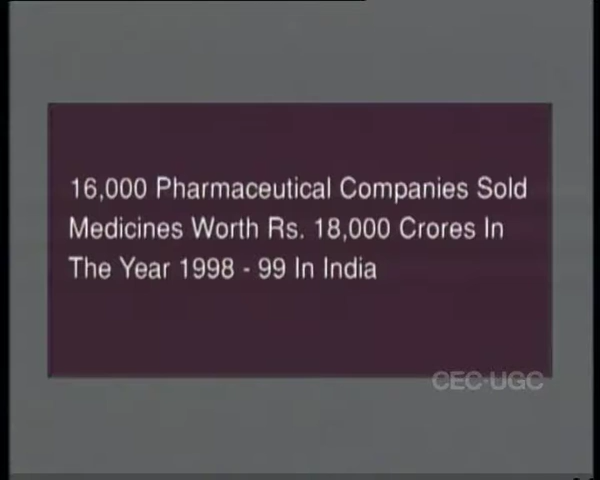 16,000 Pharmaceutical Companies Sold
Medicines Worth Rs. 18,000 Crores In
The Year 1998 - 99 In India
CEC-UGC